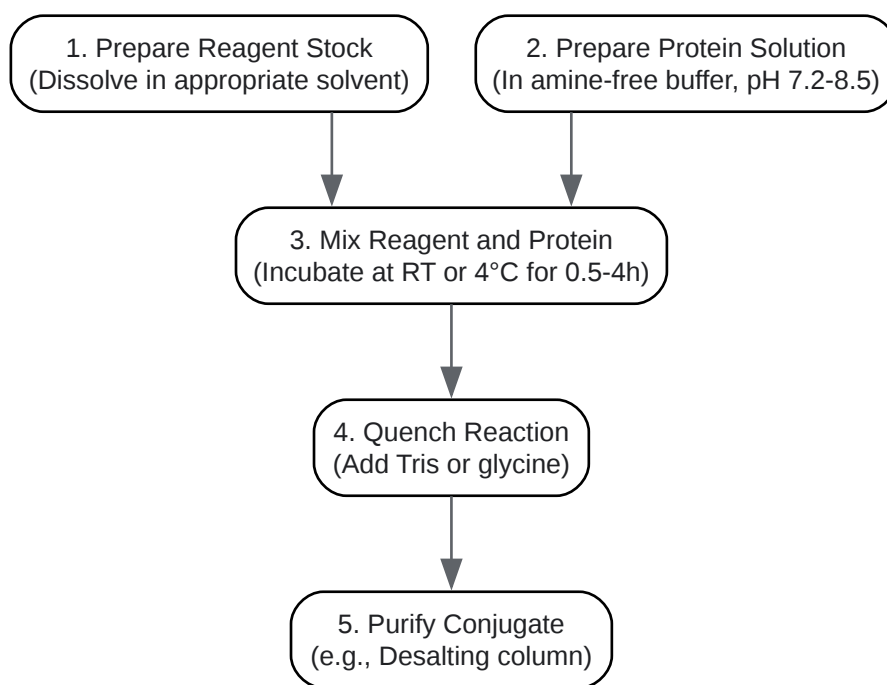 1. Prepare Reagent Stock
(Dissolve in appropriate solvent)
2. Prepare Protein Solution
(In amine-free buffer, pH 7.2-8.5)
3. Mix Reagent and Protein
(Incubate at RT or 4°C for 0.5-4h)
4. Quench Reaction
(Add Tris or glycine)
5. Purify Conjugate
(e.g., Desalting column)